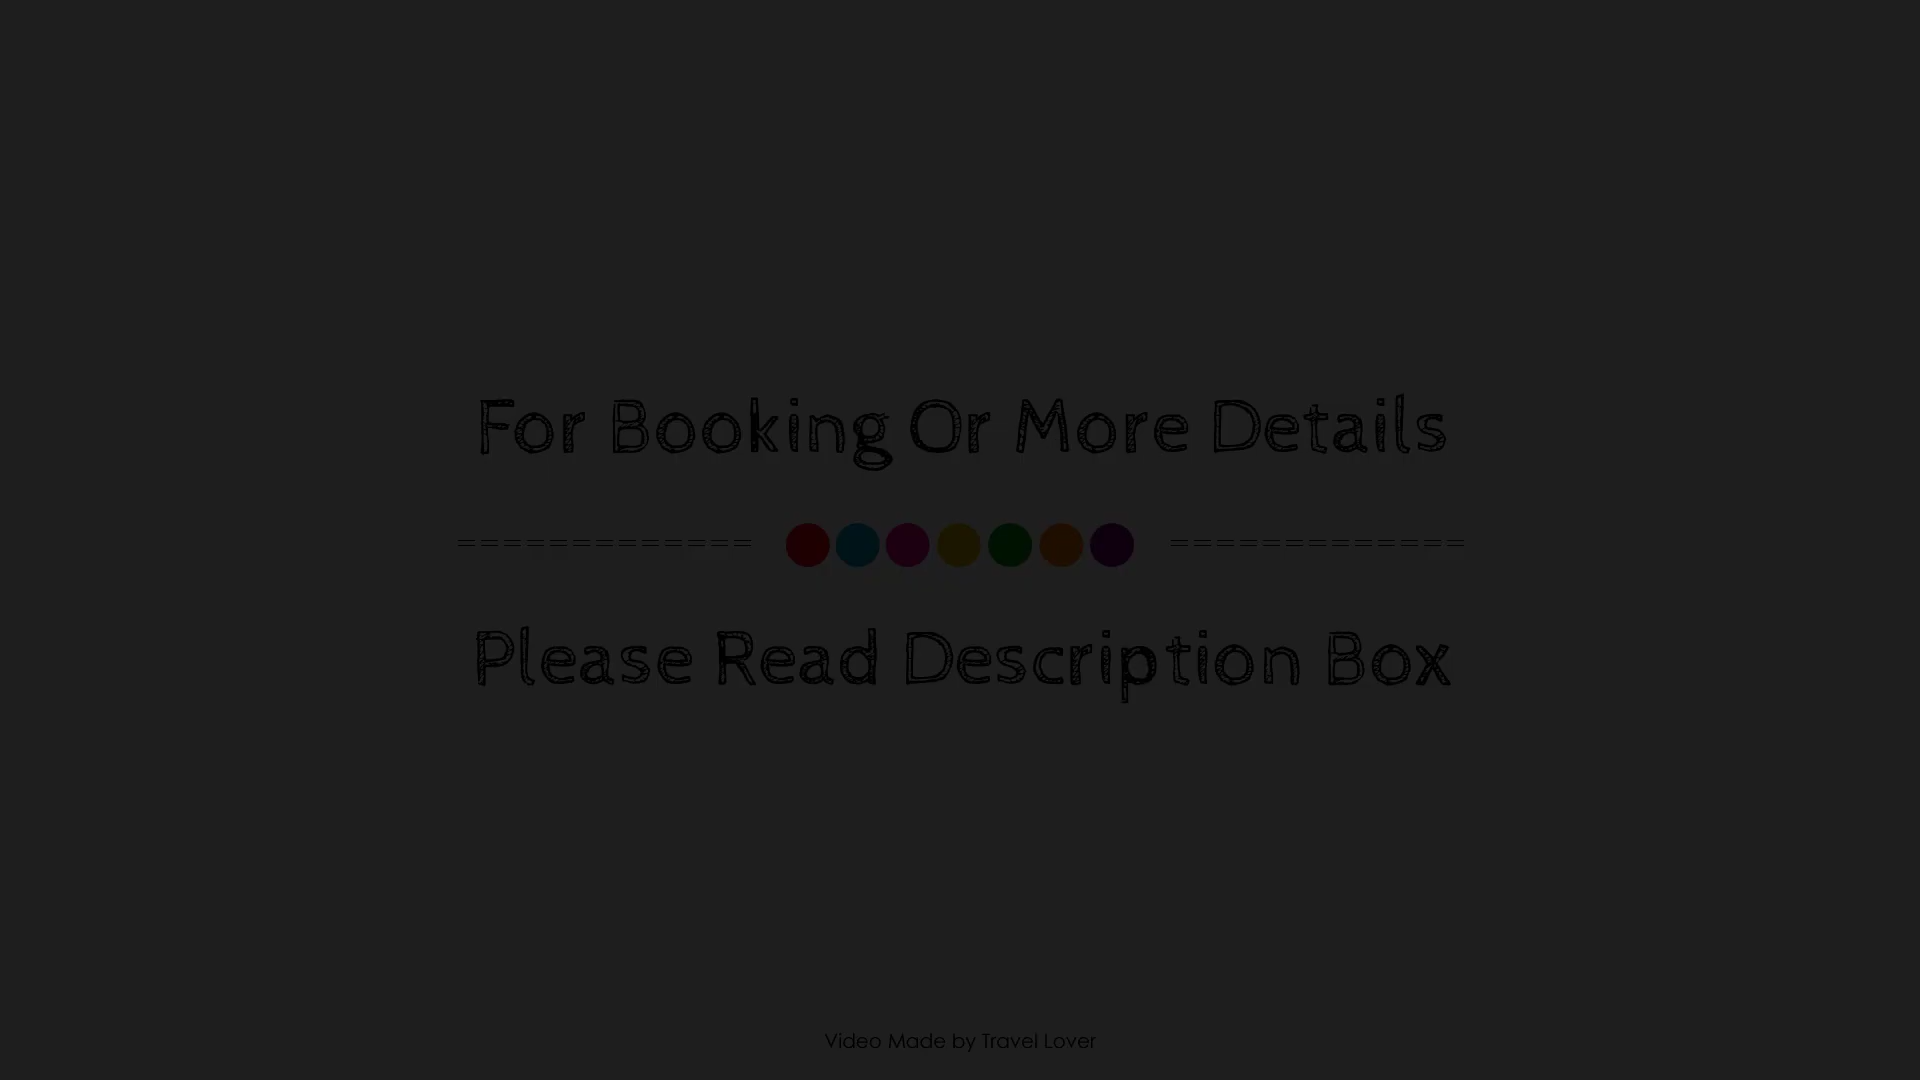 For Booking Or More Details
============= =============
Please Read Description Box
Video Made by Travel Lover